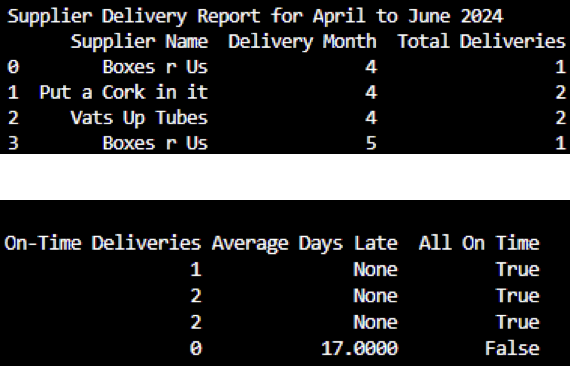 Supplier Delivery Report for April to June 2024
Supplier Name Delivery Month Total Deliveries
0 Boxes r Us 4 1
1 Put a Cork in it 4 2
2 Vats Up Tubes 4 2
3 Boxes r Us 5 1
On-Time Deliveries Average Days Late All On Time
1 None True
2 None True
2 None True
0 17.0000 False